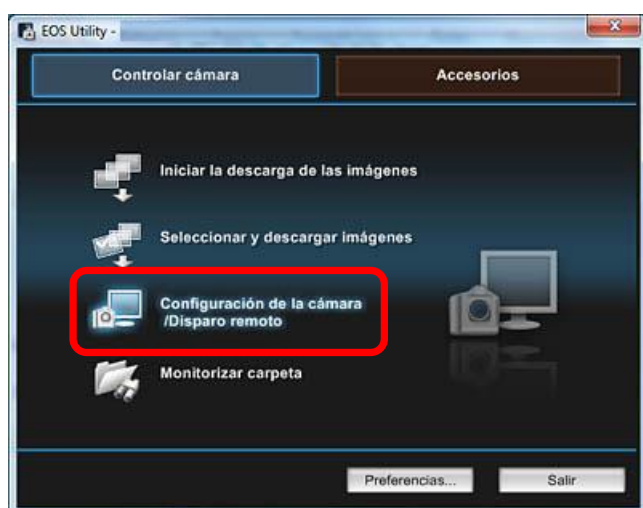 EOS Utility -
Controlar cámara
Accesorios
Iniciar la descarga de las imágenes
Seleccionar y descargar imágenes
Configuración de la cámara
/Disparo remoto
Monitorizar carpeta
Preferencias...
Salir